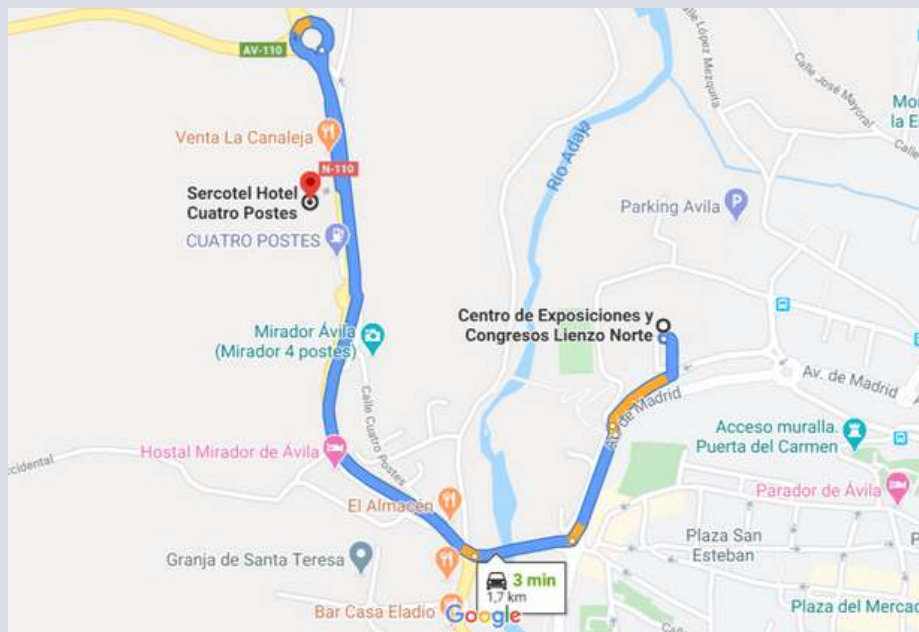 AV-110
Calle López Mezquita
Calle José Mayoral
Venta La Canaleja
N-110
Río Adaja
Sercotel Hotel
Cuatro Postes
Parking Avila
CUATRO POSTES
Centro de Exposiciones y
Congresos Lienzo Norte
Mirador Ávila
(Mirador 4 postes)
Av. de Madrid
Av. de Madrid
Calle Cuatro Postes
Acceso muralla.
Puerta del Carmen
Hostal Mirador de Ávila
Parador de Ávila
El Almacén
Plaza San
Esteban
Granja de Santa Teresa
3 min
1,7 km
Bar Casa Eladio
Google
Plaza del Mercado